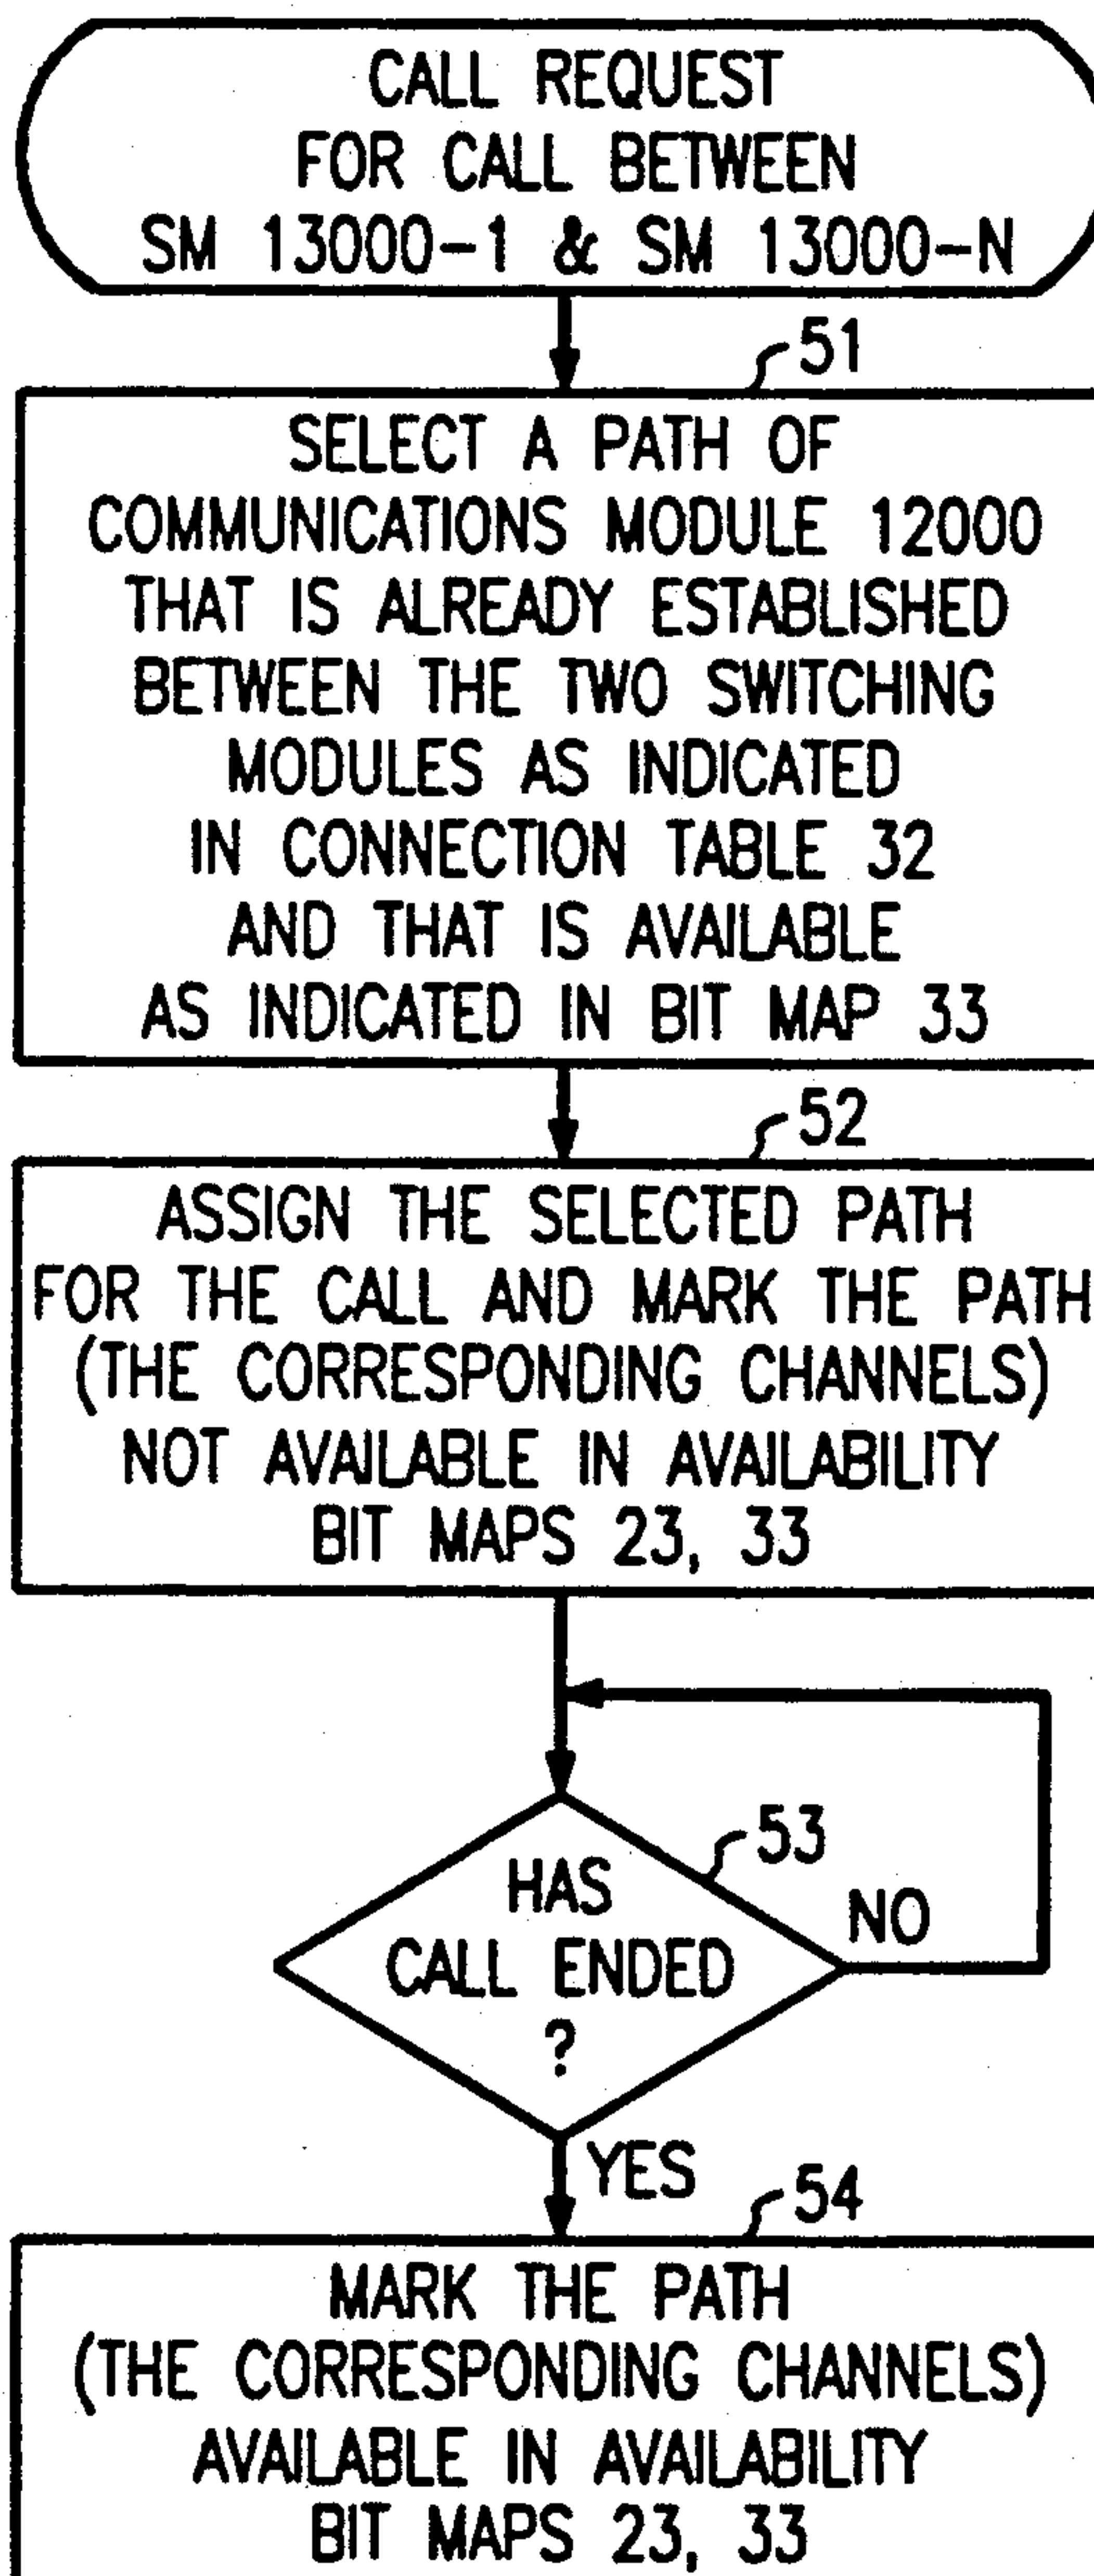 CALL REQUEST
FOR CALL BETWEEN
SM 13000-1 & SM 13000-N
51
SELECT A PATH OF
COMMUNICATIONS MODULE 12000
THAT IS ALREADY ESTABLISHED
BETWEEN THE TWO SWITCHING
MODULES AS INDICATED
IN CONNECTION TABLE 32
AND THAT IS AVAILABLE
AS INDICATED IN BIT MAP 33
52
ASSIGN THE SELECTED PATH
FOR THE CALL AND MARK THE PATH
(THE CORRESPONDING CHANNELS)
NOT AVAILABLE IN AVAILABILITY
BIT MAPS 23, 33
53
HAS
CALL ENDED
?
NO
YES
54
MARK THE PATH
(THE CORRESPONDING CHANNELS)
AVAILABLE IN AVAILABILITY
BIT MAPS 23, 33